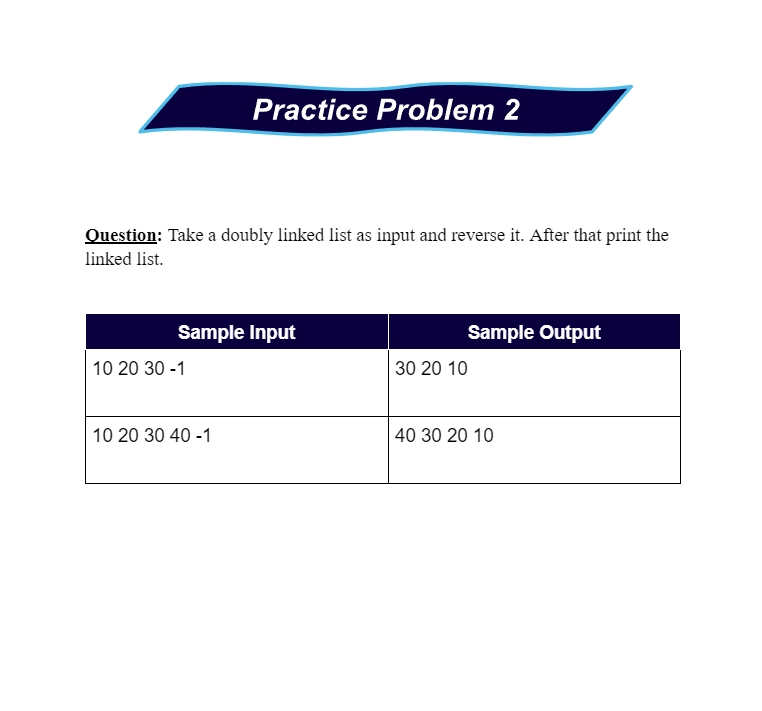 Practice Problem 2
Question: Take a doubly linked list as input and reverse it. After that print the
linked list.
Sample Input Sample Output
10 20 30 -1 30 20 10
10 20 30 40 -1 40 30 20 10